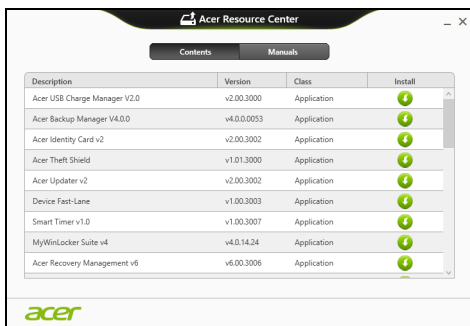 Acer Resource Center
Contents Manuals
Description Version Class Install
Acer USB Charge Manager V2.0 v2.00.3000 Application
Acer Backup Manager V4.0.0 v4.0.0.0053 Application
Acer Identity Card v2 v2.00.3002 Application
Acer Theft Shield v1.01.3000 Application
Acer Updater v2 v2.00.3002 Application
Device Fast-Lane v1.00.3003 Application
Smart Timer v1.0 v1.00.3007 Application
MyWinLocker Suite v4 v4.0.14.24 Application
Acer Recovery Management v6 v6.00.3006 Application
acer